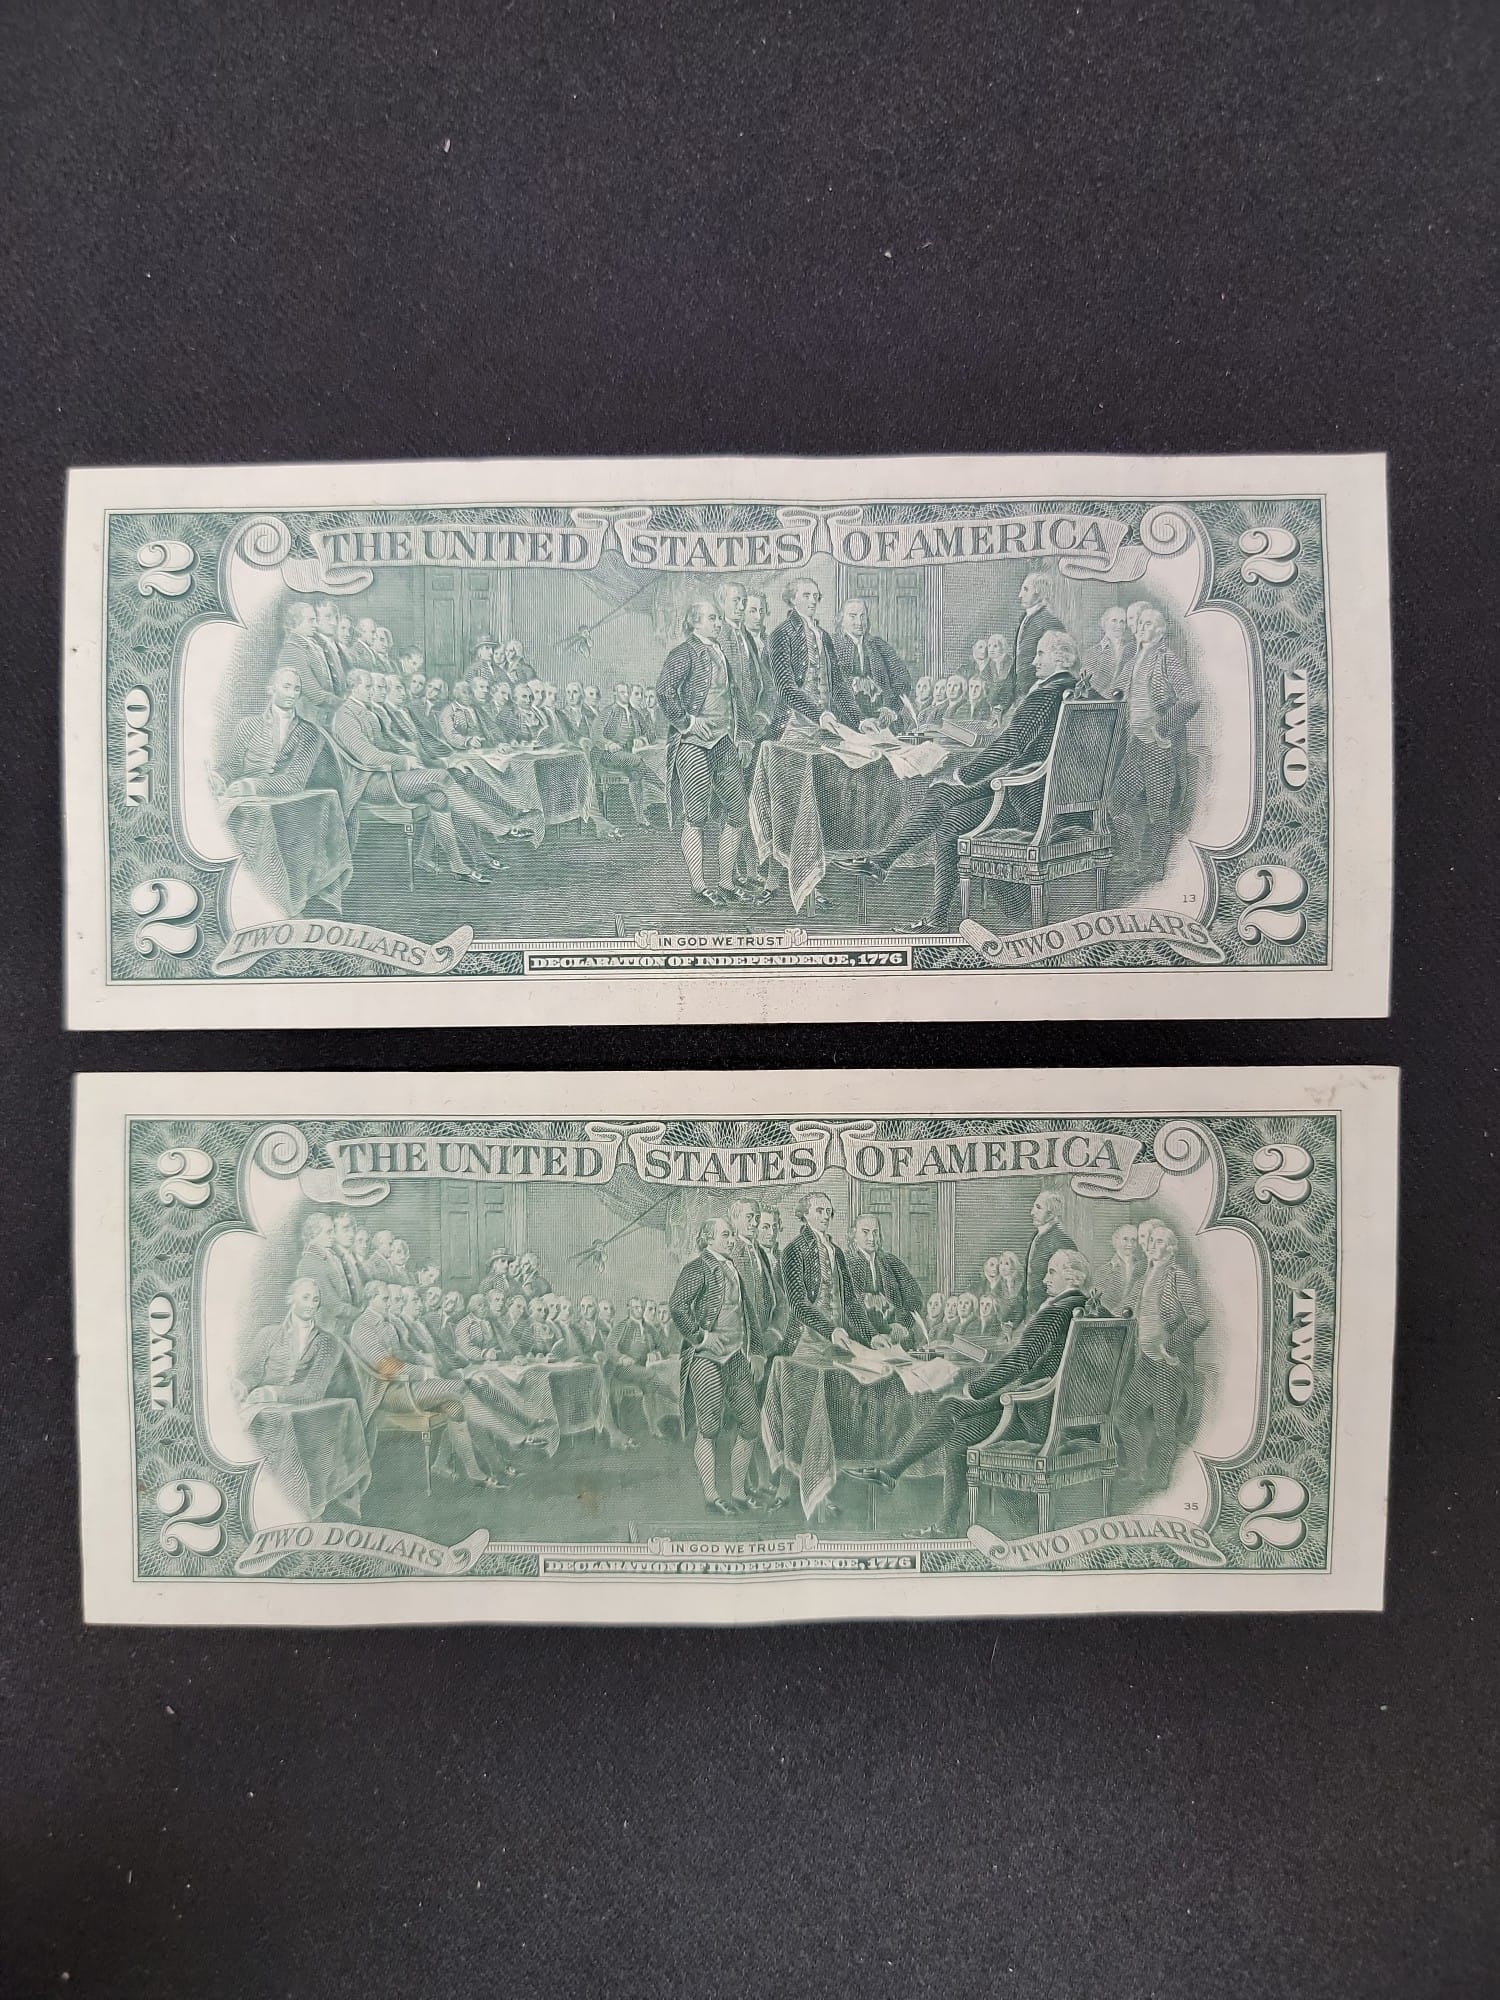 THE UNITED STATES OF AMERICA
2 2
TWO TWO
13
2 2
TWO DOLLARS IN GOD WE TRUST TWO DOLLARS
DECLARATION OF INDEPENDENCE, 1776
THE UNITED STATES OF AMERICA
2 2
TWO TWO
35
2 2
TWO DOLLARS IN GOD WE TRUST TWO DOLLARS
DECLARATION OF INDEPENDENCE, 1776